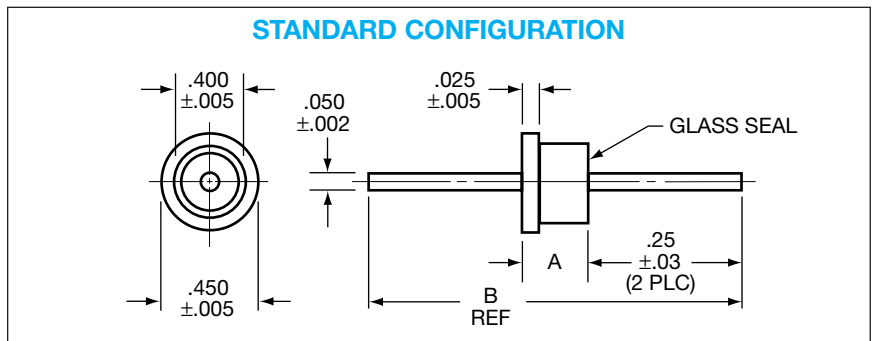 STANDARD CONFIGURATION
.400
±.005
.050
±.002
.025
±.005
GLASS SEAL
A
.25
±.03
(2 PLC)
B
REF
.450
±.005